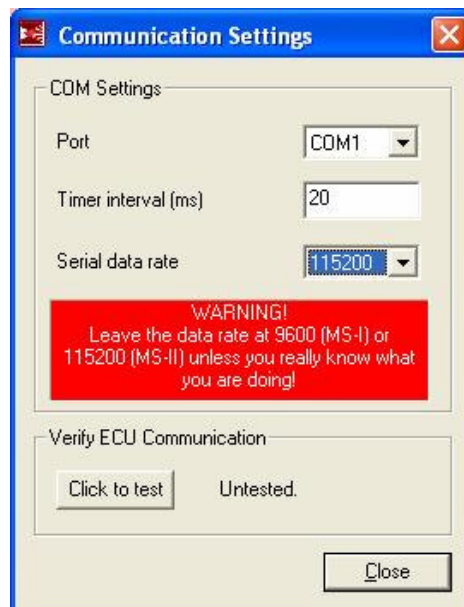 Communication Settings
COM Settings
Port
COM1
Timer interval (ms)
20
Serial data rate
115200
WARNING!
Leave the data rate at 9600 (MS-I) or
115200 (MS-II) unless you really know what
you are doing!
Verify ECU Communication
Click to test
Untested.
Close